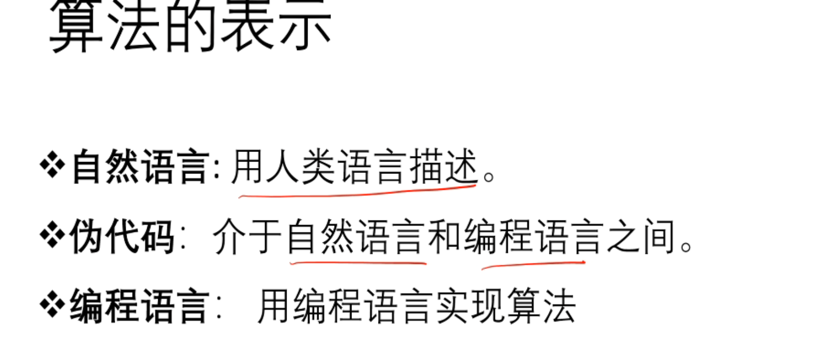 算法的表示
❖自然语言: 用人类语言描述。
❖伪代码: 介于自然语言和编程语言之间。
❖编程语言: 用编程语言实现算法